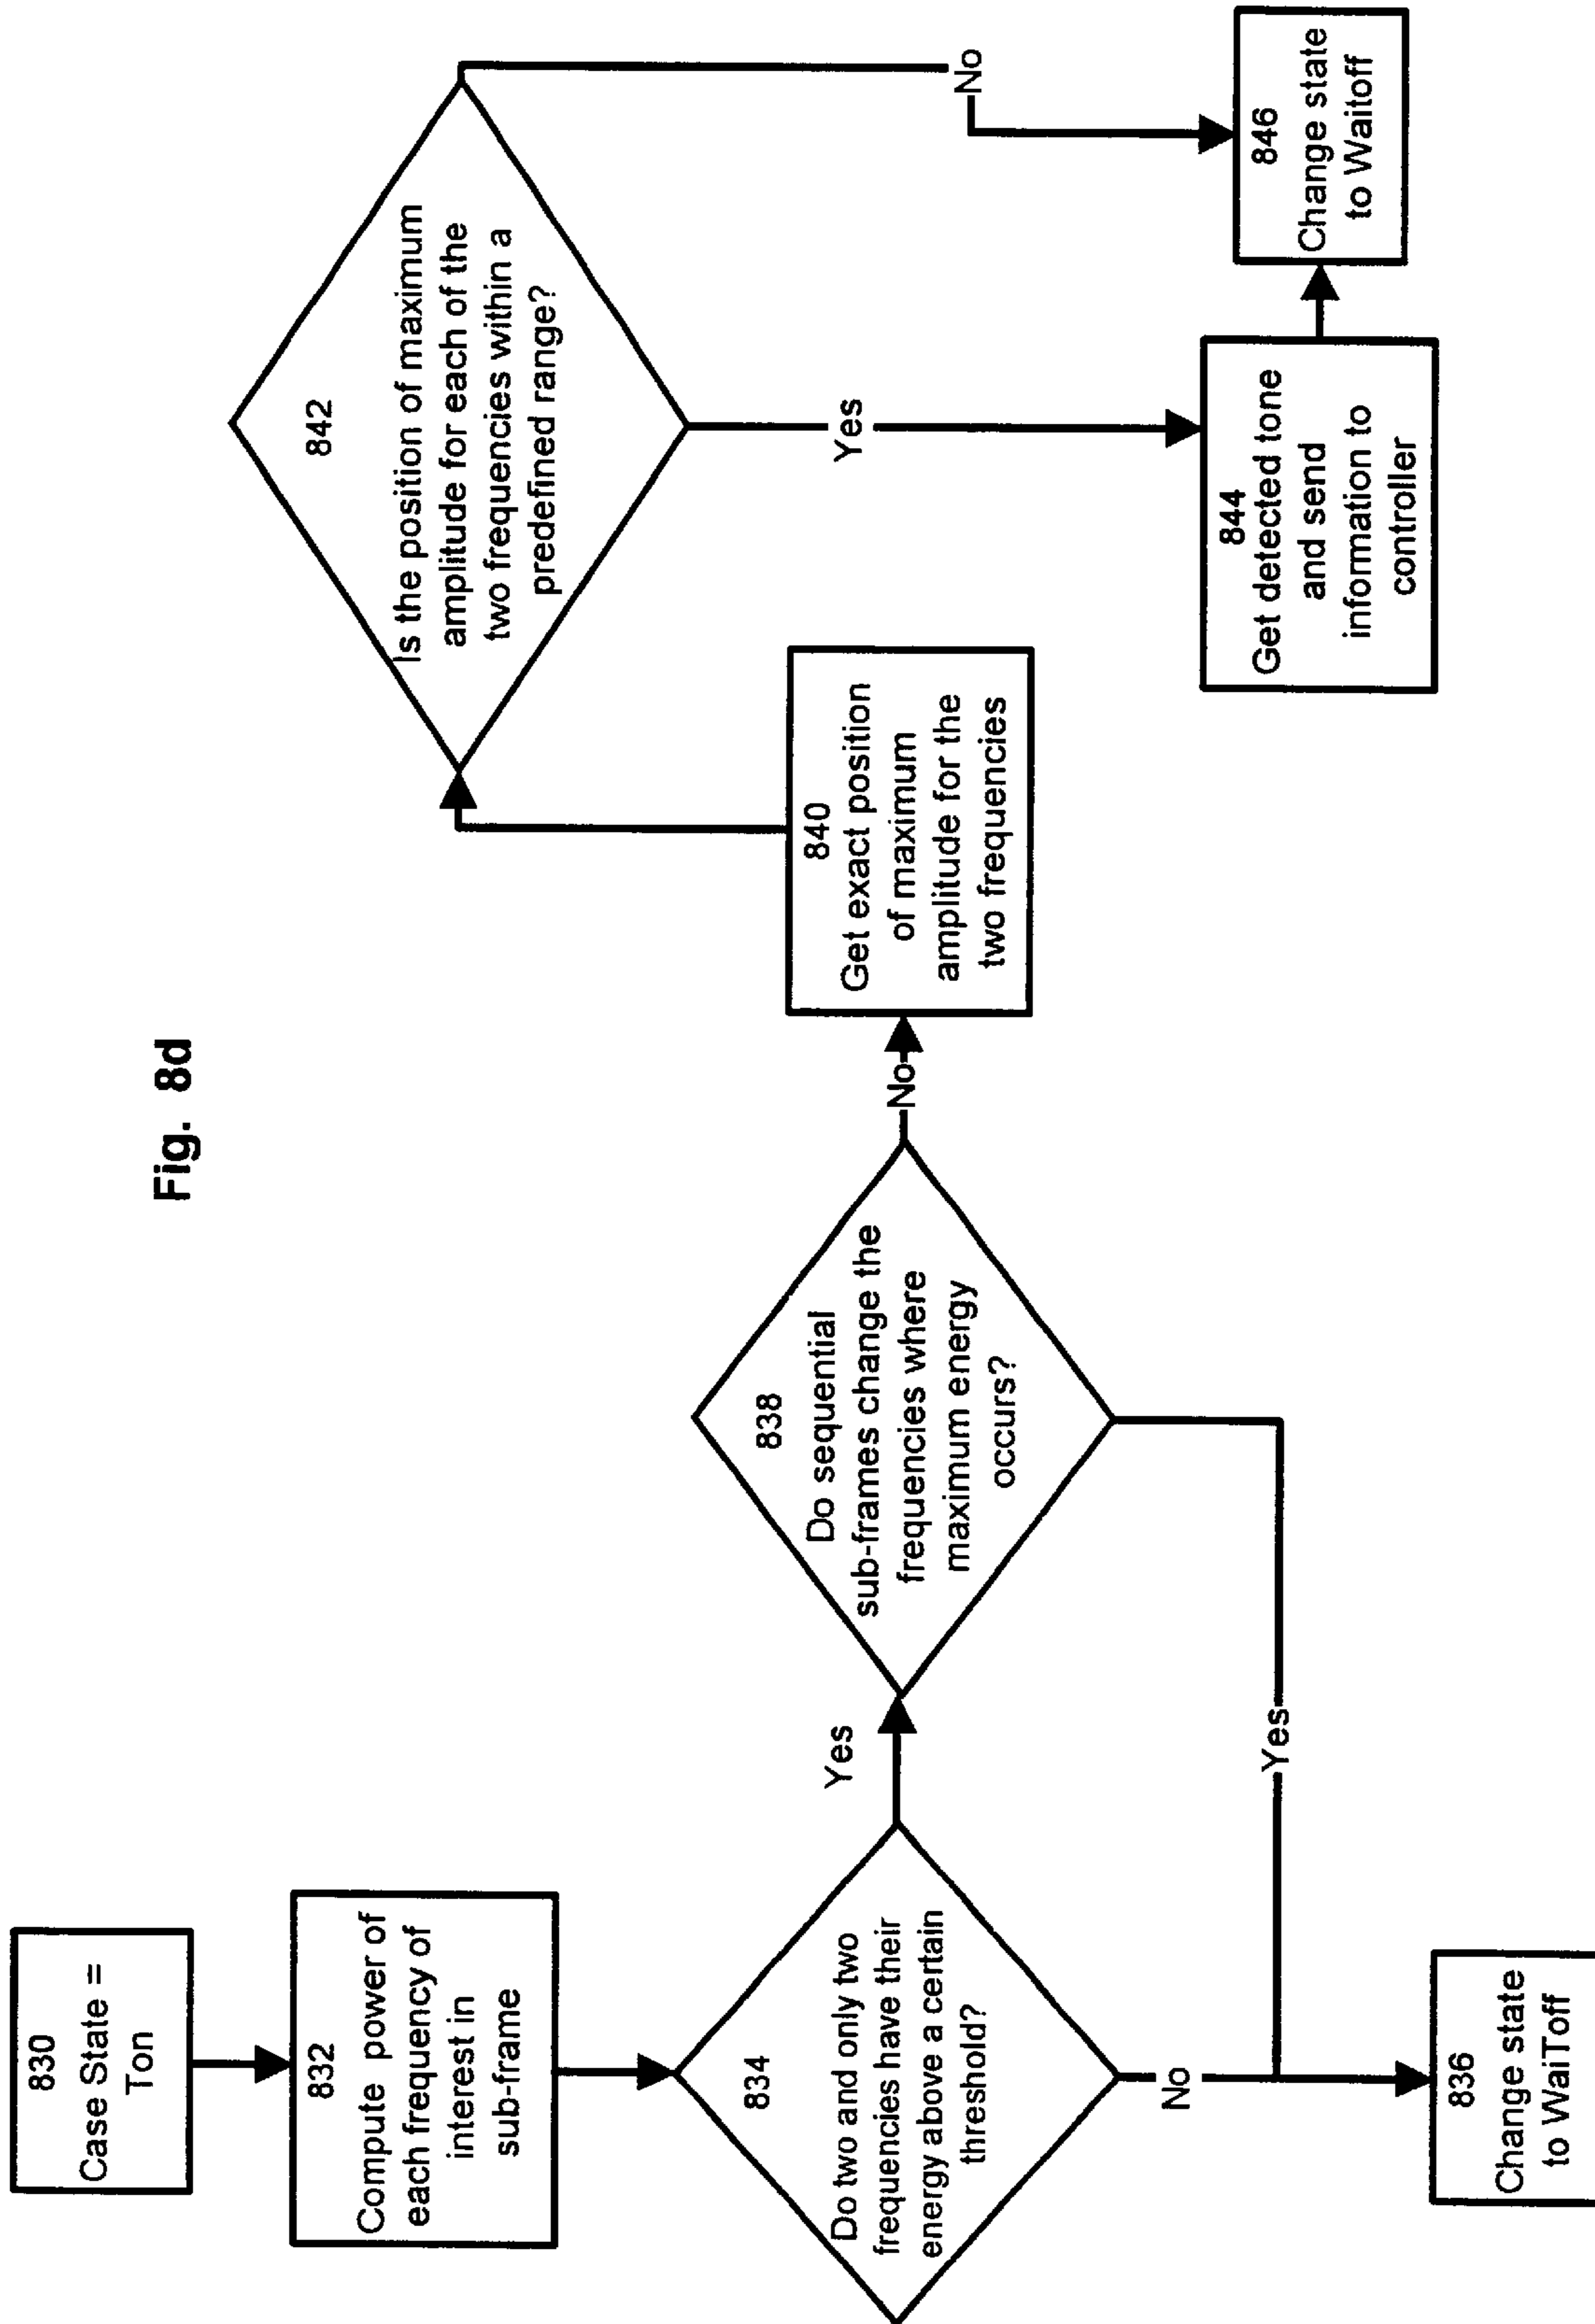 Fig. 8d
830
Case State =
Ton
832
Compute power of
each frequency of
interest in
sub-frame
834
Do two and only two
frequencies have their
energy above a certain
threshold?
Yes
No
836
Change state
to WaiToff
838
Do sequential
sub-frames change the
frequencies where
maximum energy
occurs?
Yes
No
840
Get exact position
of maximum
amplitude for the
two frequencies
842
Is the position of maximum
amplitude for each of the
two frequencies within a
predefined range?
Yes
No
844
Get detected tone
and send
information to
controller
846
Change state
to Waitoff